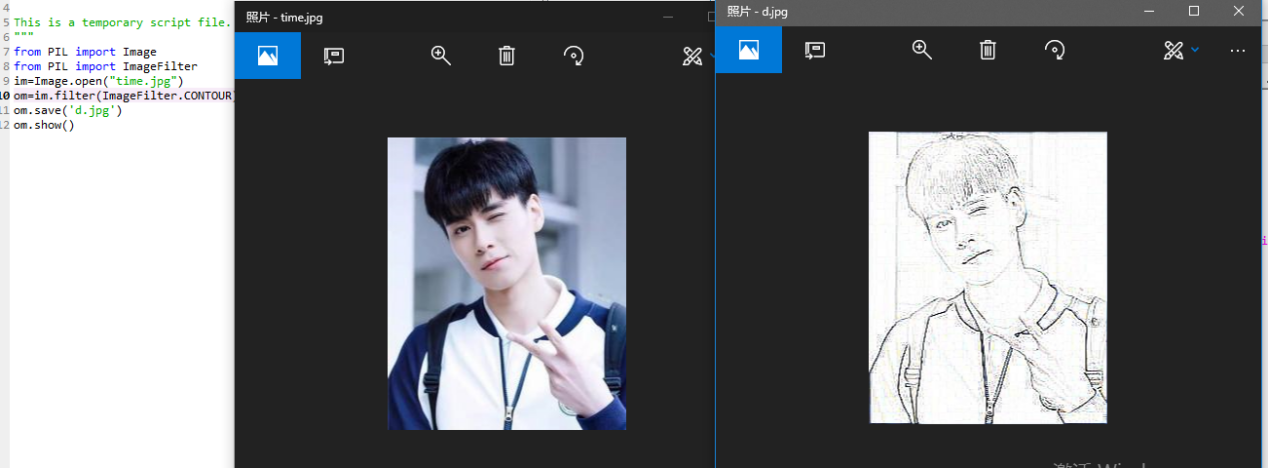 4
5 This is a temporary script file.
6 """
7 from PIL import Image
8 from PIL import ImageFilter
9 im=Image.open("time.jpg")
10 om=im.filter(ImageFilter.CONTOUR)
11 om.save('d.jpg')
12 om.show()
照片 - time.jpg
照片 - d.jpg